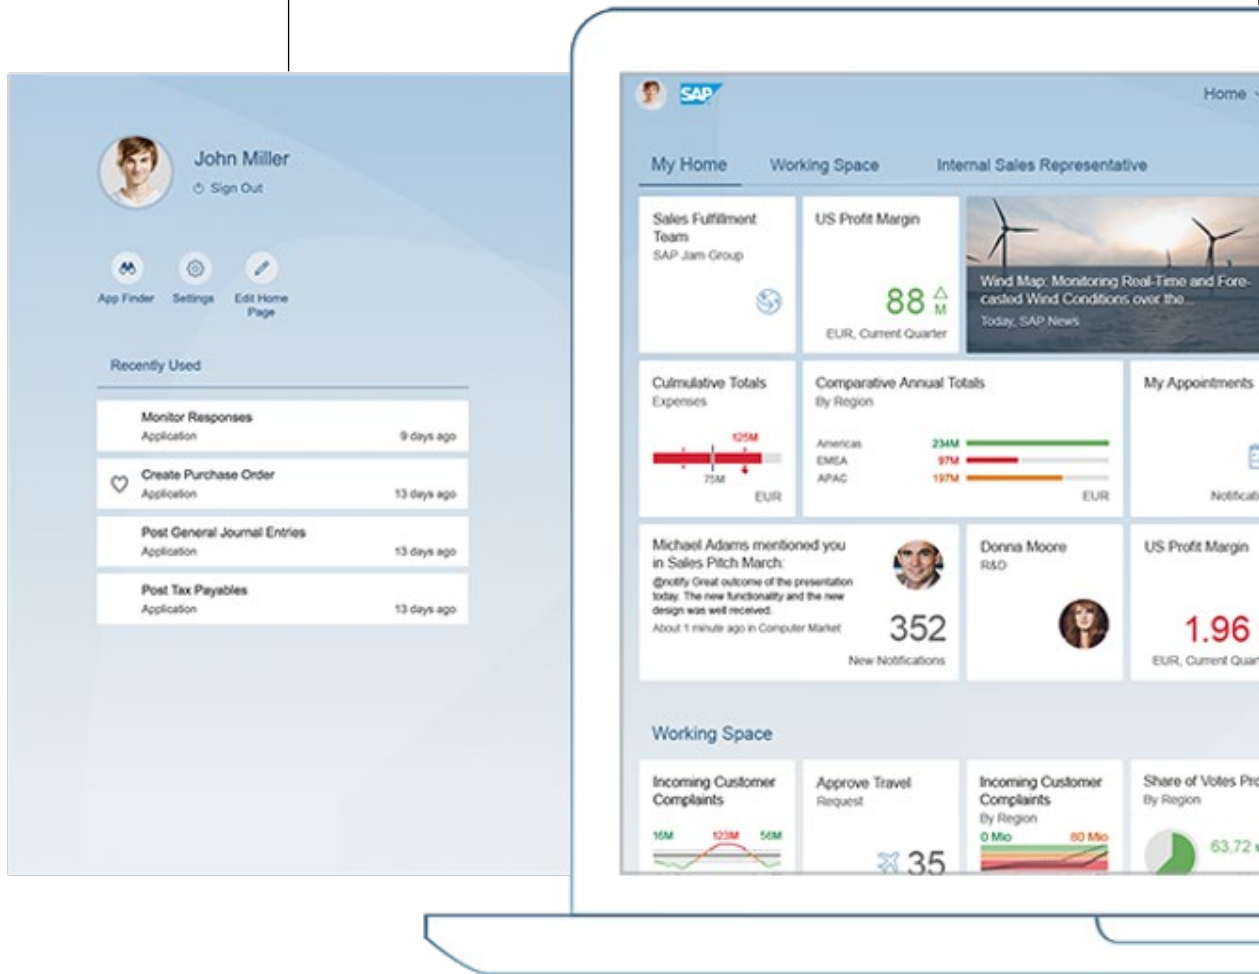 John Miller
Sign Out
App Finder
Settings
Edit Home
Page
Recently Used
Monitor Responses
Application
9 days ago
Create Purchase Order
Application
13 days ago
Post General Journal Entries
Application
13 days ago
Post Tax Payables
Application
13 days ago
SAP
Home
My Home
Working Space
Internal Sales Representative
Sales Fulfillment
Team
SAP Jam Group
US Profit Margin
88
M
EUR, Current Quarter
Wind Map: Monitoring Real-Time and Fore-
casted Wind Conditions over the...
Today, SAP News
Culmulative Totals
Expenses
125M
75M
EUR
Comparative Annual Totals
By Region
Americas 234M
EMEA 97M
APAC 197M
EUR
My Appointments
Michael Adams mentioned you
in Sales Pitch March:
@notify Great outcome of the presentation
today. The new functionality and the new
design was well received.
About 1 minute ago in Computer Market
352
New Notifications
Donna Moore
R&D
US Profit Margin
1.96
EUR, Current
Working Space
Incoming Customer
Complaints
16M 123M 56M
Approve Travel
Request
35
Incoming Customer
Complaints
By Region
0 Mio 80 Mio
Share of Votes
By Region
63,72